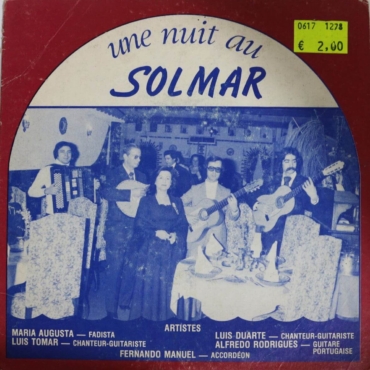 0617 1278
€ 2.00
une nuit au
SOLMAR
ARTISTES
MARIA AUGUSTA — FADISTA
LUIS TOMAR — CHANTEUR-GUITARISTE
LUIS DUARTE — CHANTEUR-GUITARISTE
ALFREDO RODRIGUES — GUITARE PORTUGAISE
FERNANDO MANUEL — ACCORDÉON